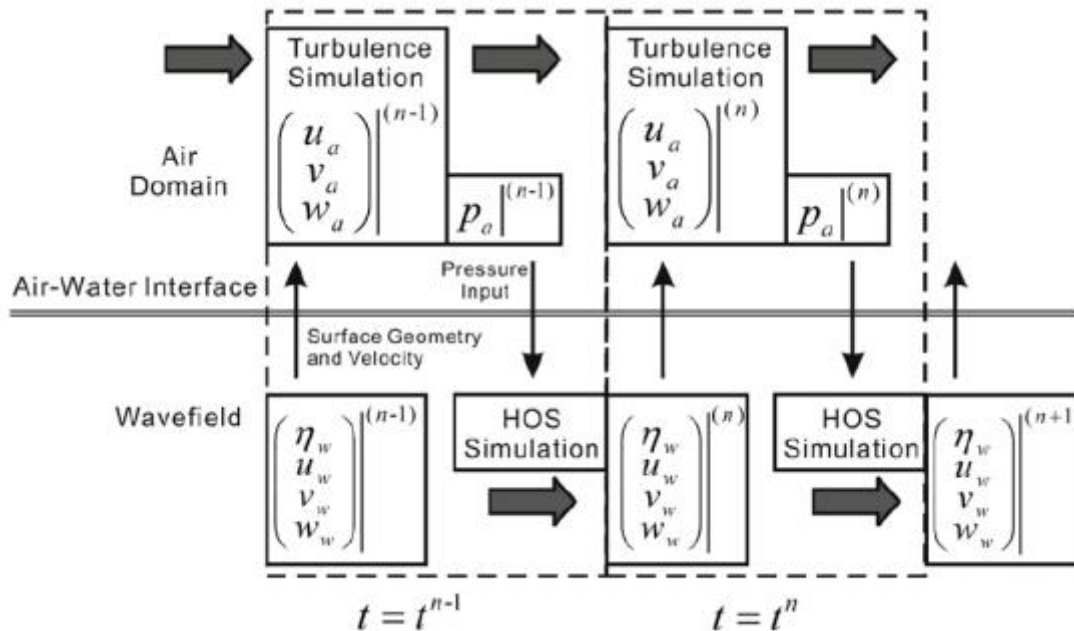 Turbulence
Simulation
(u_a v_a w_a)|^(n-1)
p_a|^(n-1)
Turbulence
Simulation
(u_a v_a w_a)|^(n)
p_a|^(n)
Air
Domain
Pressure
Input
Air-Water Interface
Surface Geometry
and Velocity
Wavefield
(η_w u_w v_w w_w)|^(n-1)
HOS
Simulation
(η_w u_w v_w w_w)|^(n)
HOS
Simulation
(η_w u_w v_w w_w)|^(n+1
t = t^n-1
t = t^n